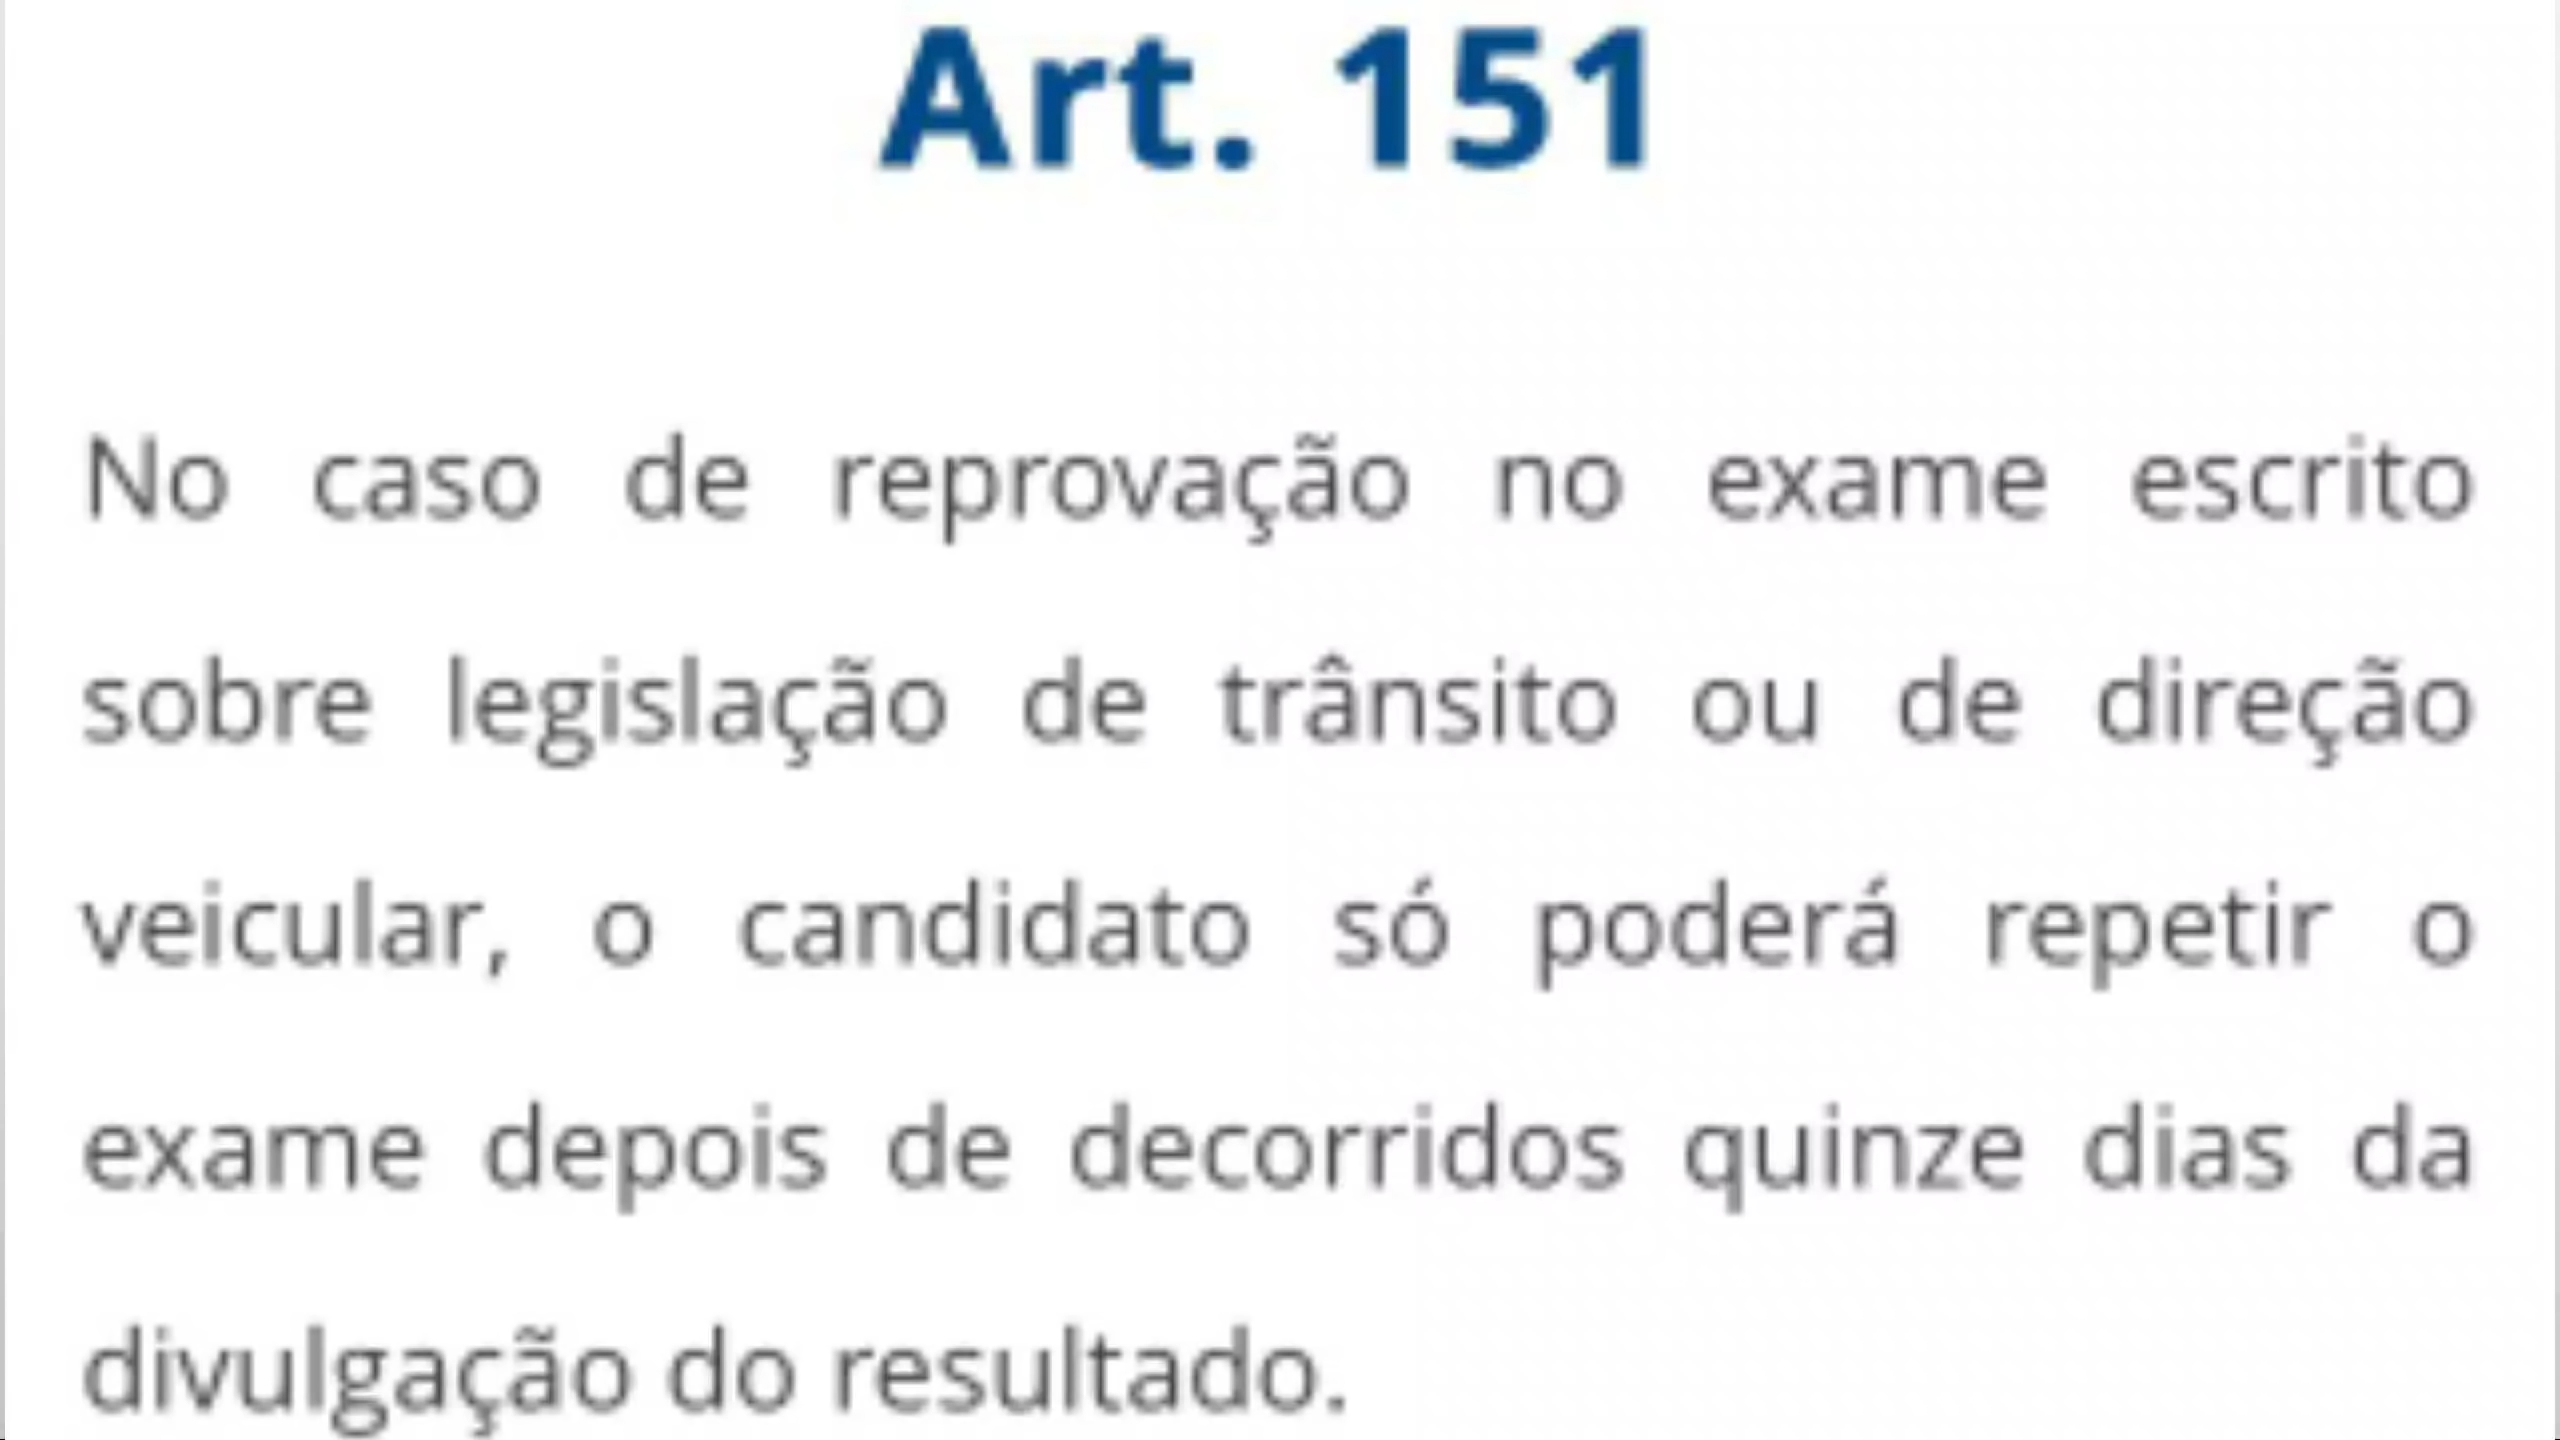 Art. 151
No caso de reprovação no exame escrito
sobre legislação de trânsito ou de direção
veicular, o candidato só poderá repetir o
exame depois de decorridos quinze dias da
divulgação do resultado.